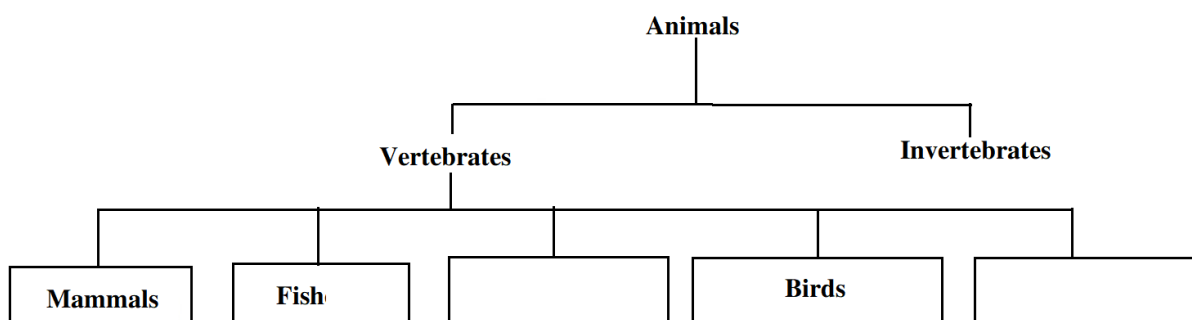 Animals
Vertebrates
Invertebrates
Mammals
Fish
Birds